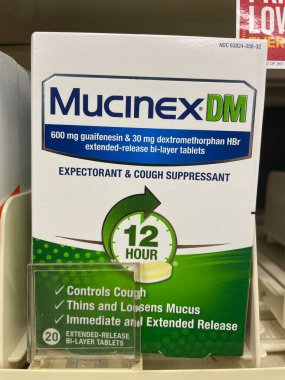 NDC 63824-056-32
LOW
Mucinex® DM
600 mg guaifenesin & 30 mg dextromethorphan HBr
extended-release bi-layer tablets
EXPECTORANT & COUGH SUPPRESSANT
12
HOUR
✓ Controls Cough
✓ Thins and Loosens Mucus
✓ Immediate and Extended Release
20 EXTENDED-RELEASE
BI-LAYER TABLETS